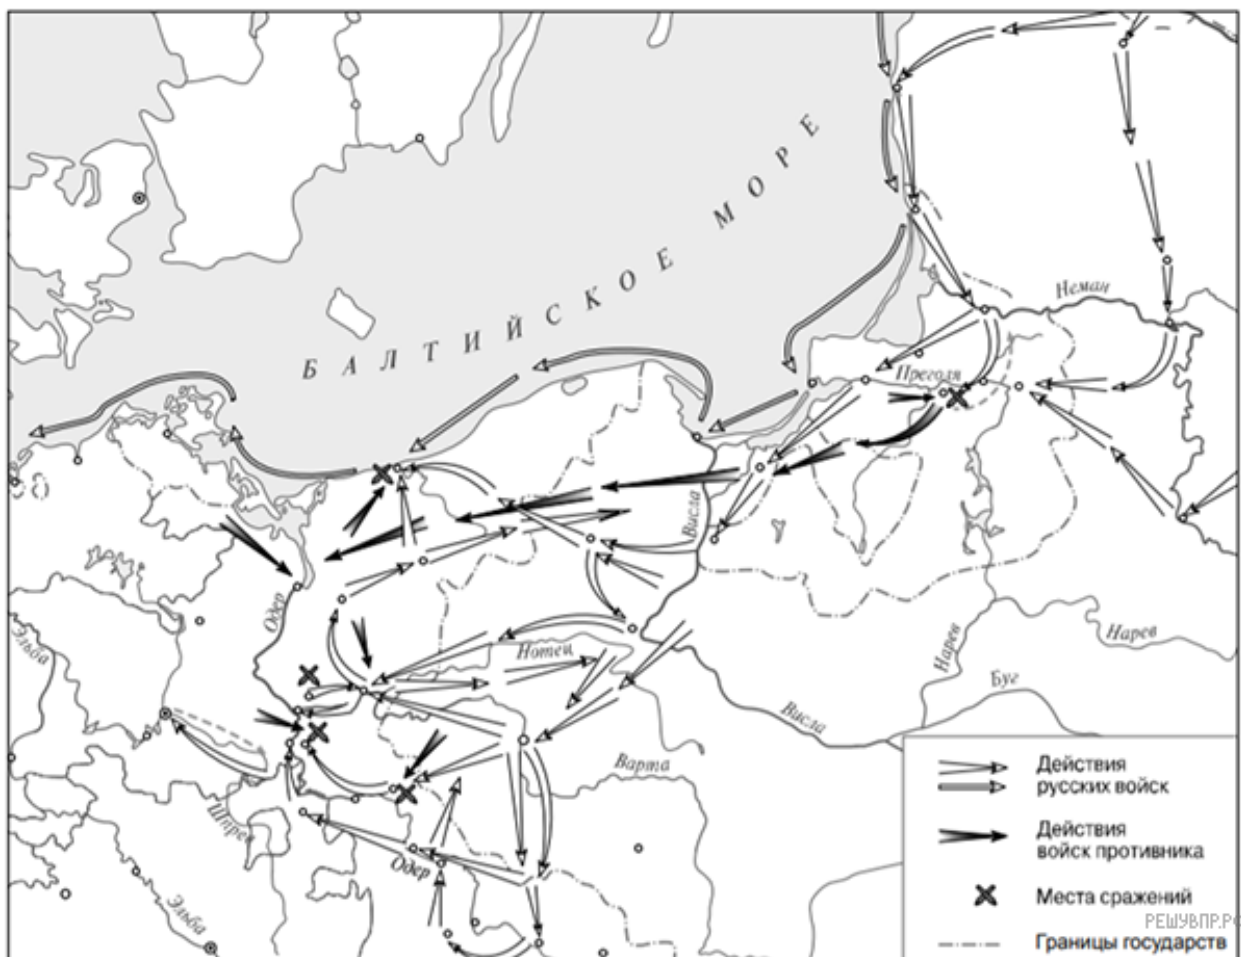 БАЛТИЙСКОЕ МОРЕ
Неман
Преголя
Висла
Одер
Эльба
Нотец
Нарев
Нарев
Буг
Висла
Варта
Шпрее
Одер
Эльба
Действия
русских войск
Действия
войск противника
Места сражений
РЕШУВПР.РФ
Границы государств